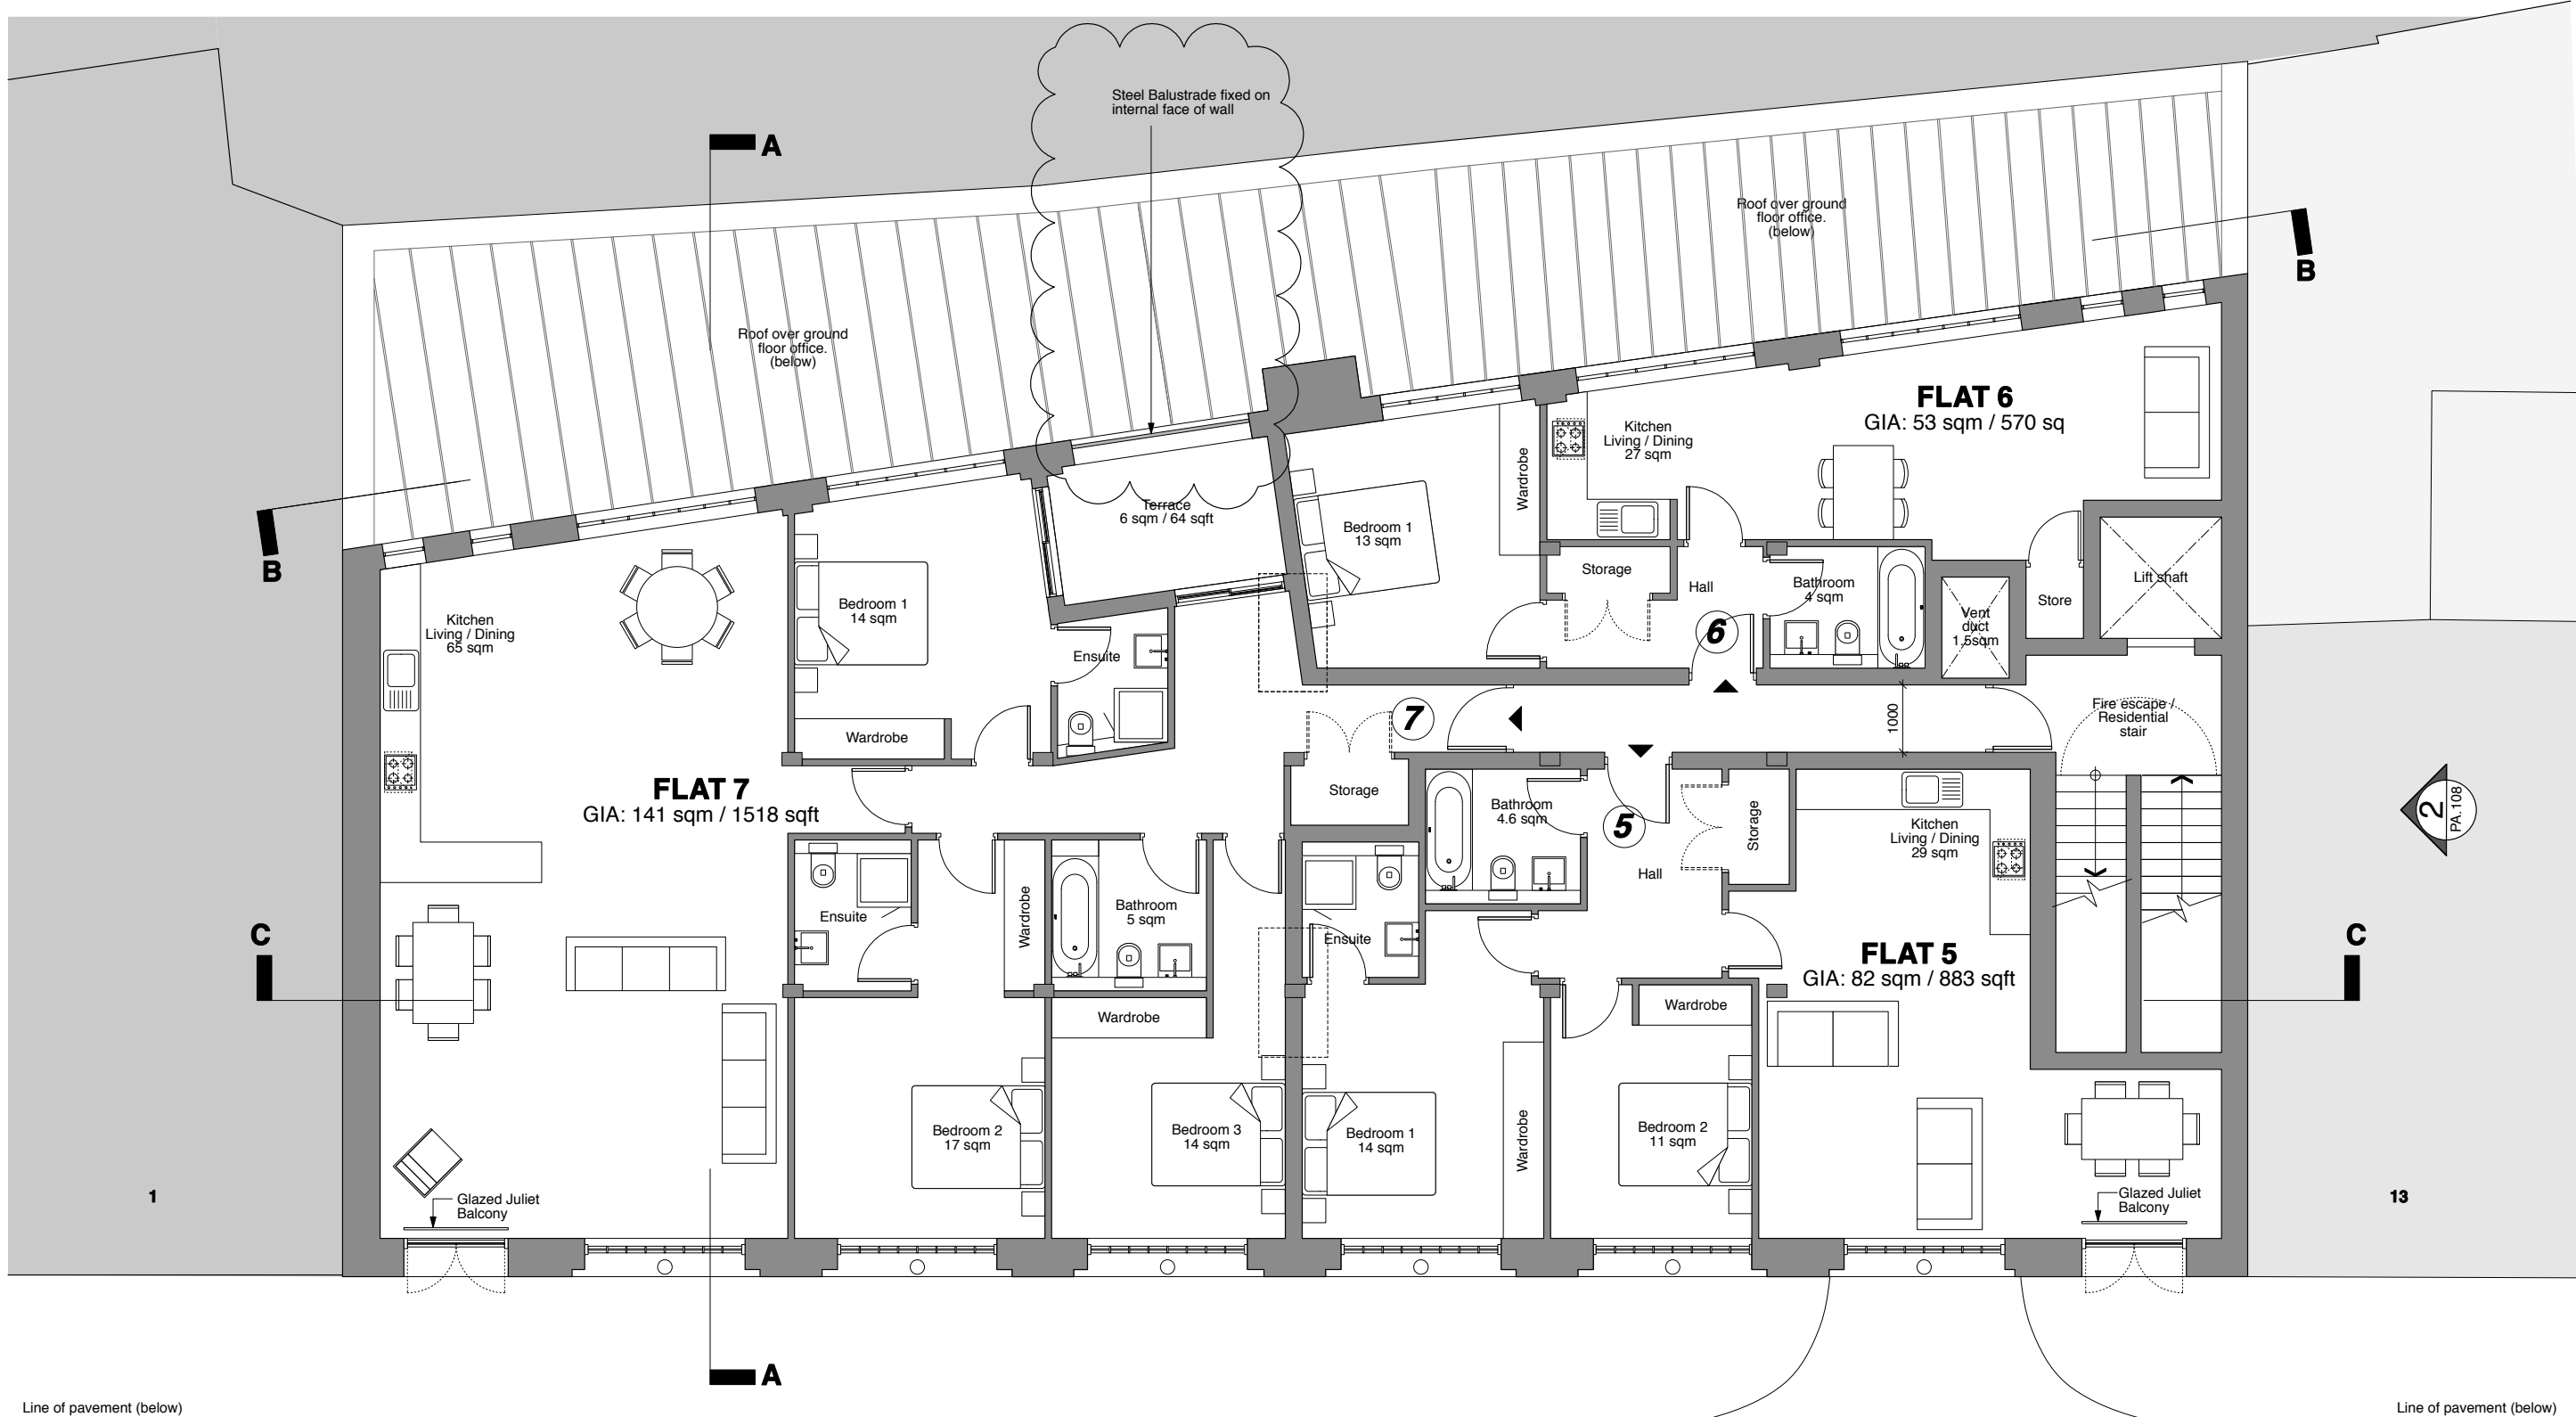 Steel Balustrade fixed on
internal face of wall
A
Roof over ground
floor office.
(below)
B
Roof over ground
floor office.
(below)
B
FLAT 6
GIA: 53 sqm / 570 sq
Kitchen
Living / Dining
27 sqm
Wardrobe
Terrace
6 sqm / 64 sqft
Bedroom 1
13 sqm
Storage
Hall
Bathroom
4 sqm
Vent
duct
1.5sqm
Store
Lift shaft
6
Kitchen
Living / Dining
65 sqm
Bedroom 1
14 sqm
Ensuite
Wardrobe
7
1000
Fire escape /
Residential
stair
FLAT 7
GIA: 141 sqm / 1518 sqft
Storage
Bathroom
4.6 sqm
5
Storage
Hall
Kitchen
Living / Dining
29 sqm
2
PA.108
Ensuite
Wardrobe
Bathroom
5 sqm
Ensuite
C
C
FLAT 5
GIA: 82 sqm / 883 sqft
Wardrobe
Wardrobe
Bedroom 2
17 sqm
Bedroom 3
14 sqm
Bedroom 1
14 sqm
Wardrobe
Bedroom 2
11 sqm
1
Glazed Juliet
Balcony
Glazed Juliet
Balcony
13
A
Line of pavement (below)
Line of pavement (below)